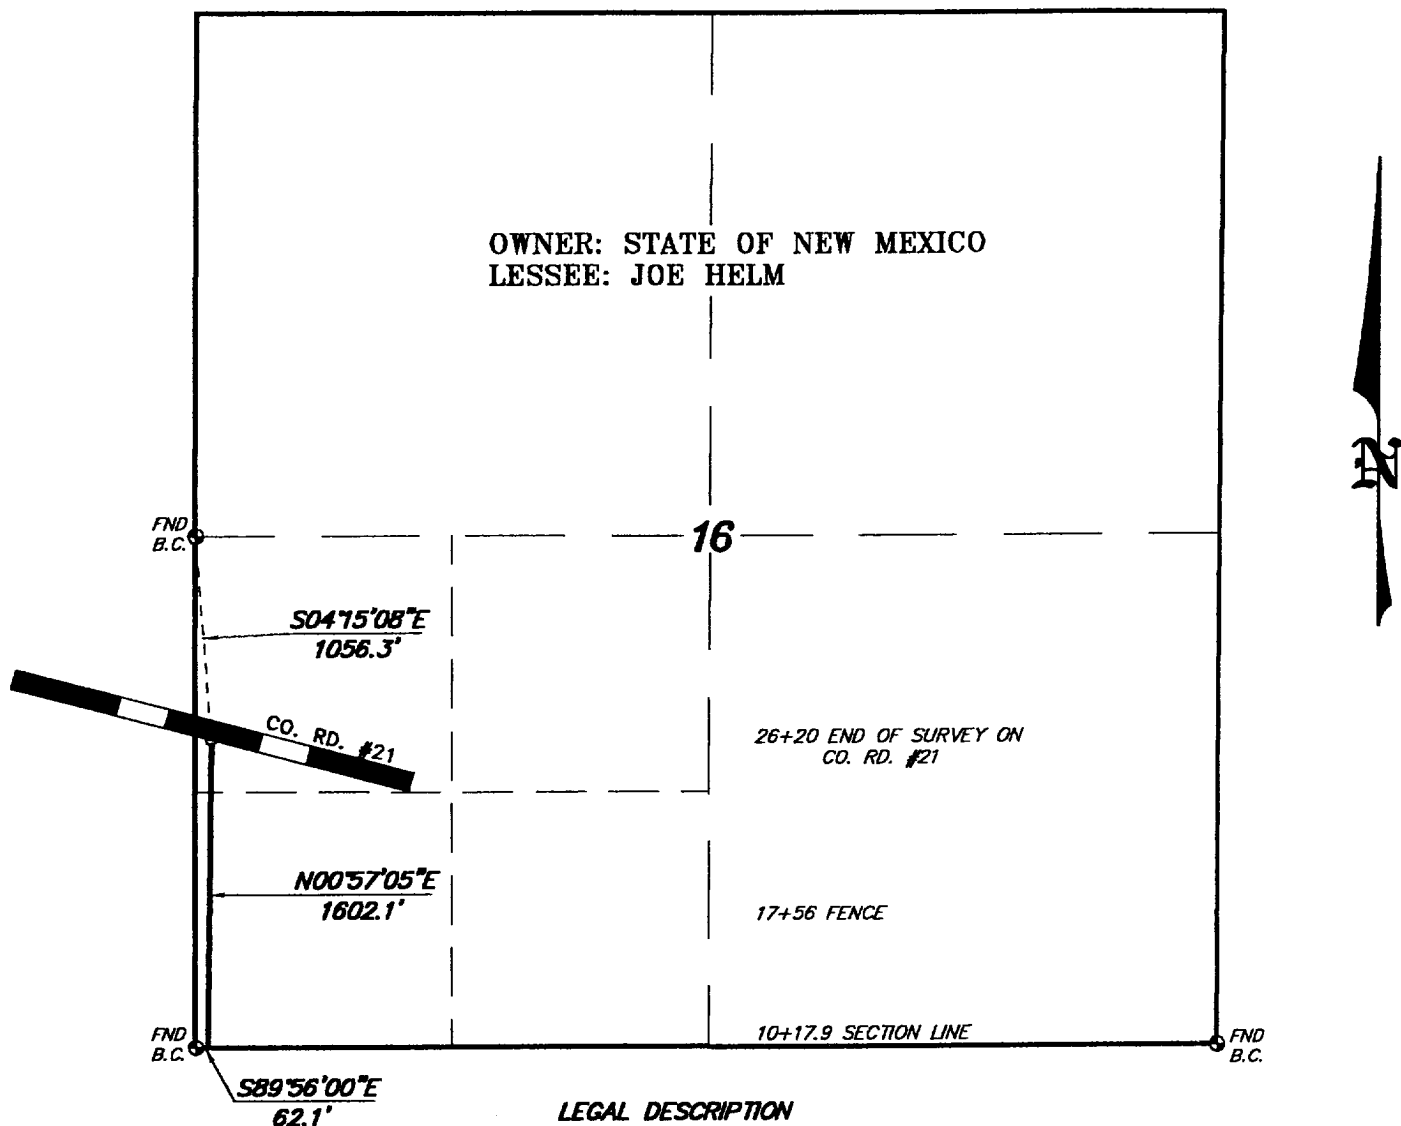 OWNER: STATE OF NEW MEXICO
LESSEE: JOE HELM
N
FND
B.C.
16
S04°15'08"E
1056.3'
CO. RD. #21
26+20 END OF SURVEY ON
CO. RD. #21
N00°57'05"E
1602.1'
17+56 FENCE
FND
B.C.
10+17.9 SECTION LINE
FND
B.C.
S89°56'00"E
62.1'
LEGAL DESCRIPTION